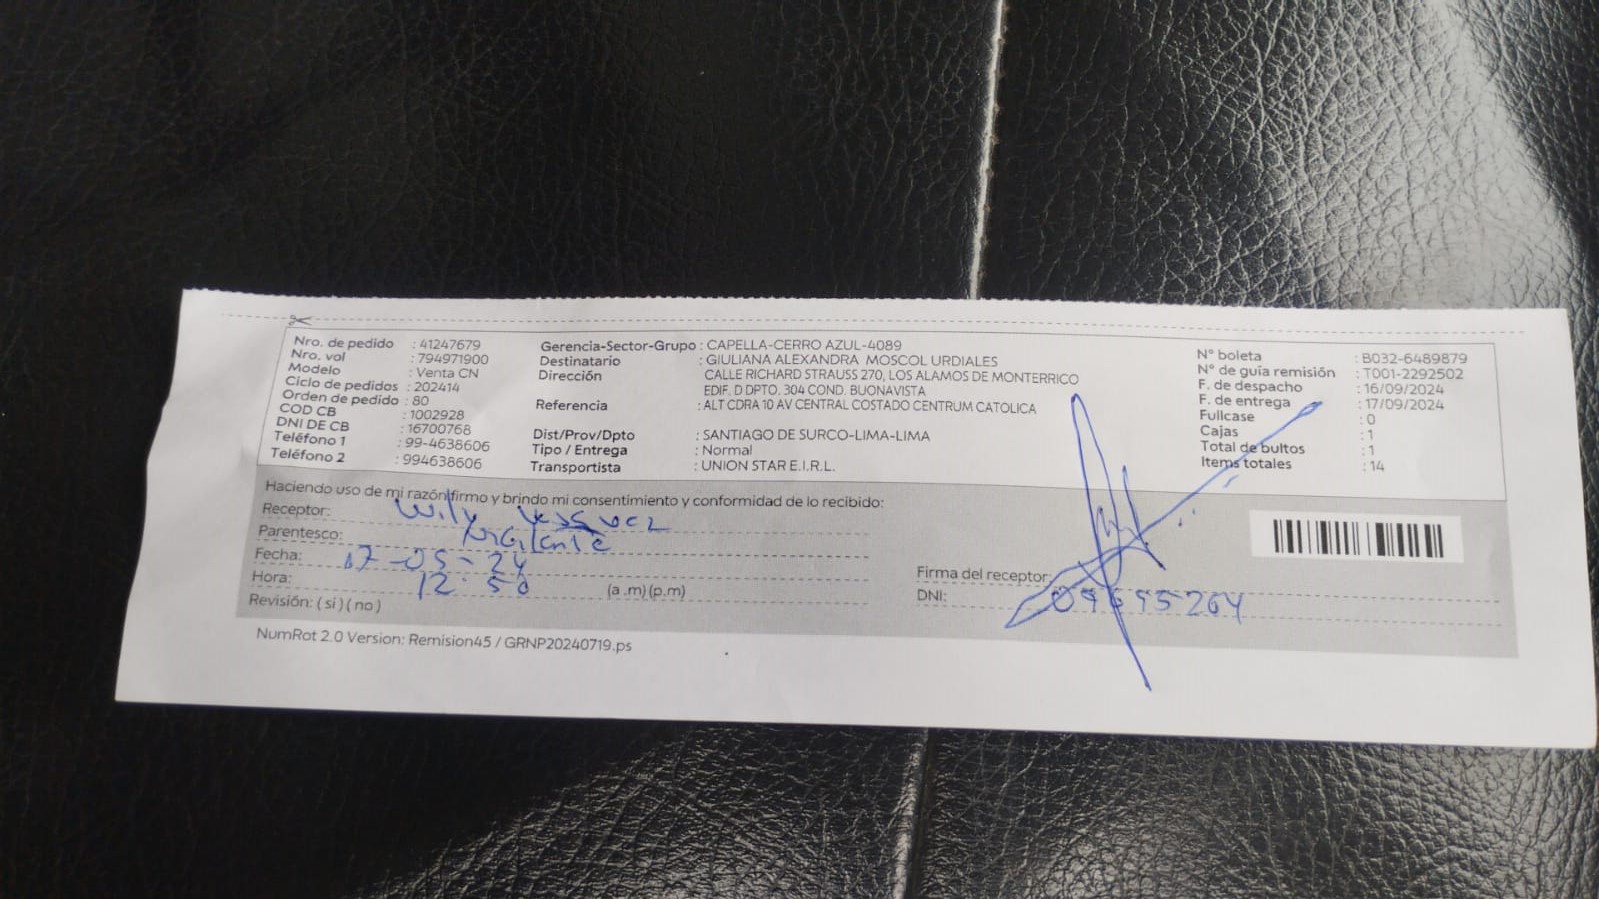 Nro. de pedido : 41247679
Nro. vol : 794971900
Modelo : Venta CN
Ciclo de pedidos : 202414
Orden de pedido : 80
COD CB : 1002928
DNI DE CB : 16700768
Teléfono 1 : 99-4638606
Teléfono 2 : 994638606
Gerencia-Sector-Grupo : CAPELLA-CERRO AZUL-4089
Destinatario : GIULIANA ALEXANDRA MOSCOL URDIALES
Dirección CALLE RICHARD STRAUSS 270, LOS ALAMOS DE MONTERRICO
EDIF. D DPTO. 304 COND. BUONAVISTA
Referencia : ALT CDRA 10 AV CENTRAL COSTADO CENTRUM CATOLICA
Dist/Prov/Dpto : SANTIAGO DE SURCO-LIMA-LIMA
Tipo / Entrega : Normal
Transportista : UNION STAR E.I.R.L.
N° boleta : B032-6489879
N° de guía remisión : T001-2292502
F. de despacho : 16/09/2024
F. de entrega : 17/09/2024
Fullcase : 0
Cajas : 1
Total de bultos : 1
Items totales : 14
Haciendo uso de mi razón firmo y brindo mi consentimiento y conformidad de lo recibido:
Receptor: Wily
Parentesco: Vigilante
Fecha: 17-05-24
Hora: 12:50 (a .m) (p.m)
Revisión: ( si ) ( no )
Firma del receptor:
DNI: 09695264
NumRot 2.0 Version: Remision45 / GRNP20240719.ps